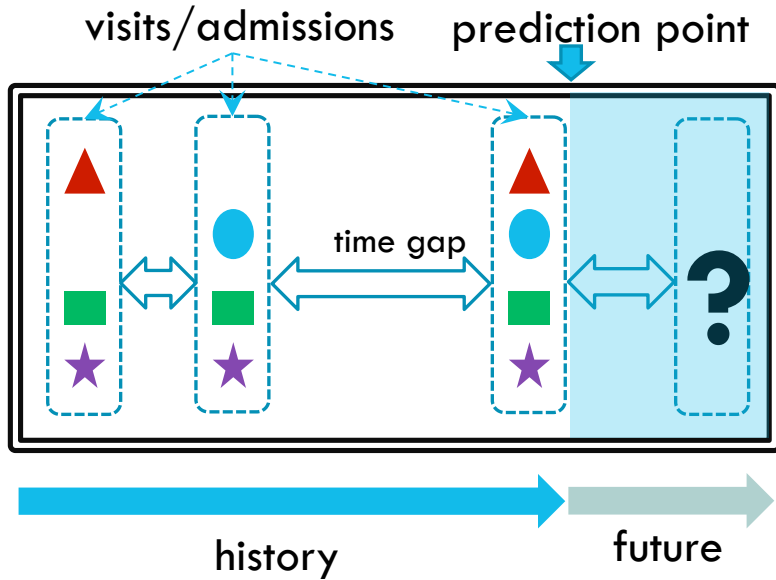 visits/admissions
prediction point
time gap
?
history
future